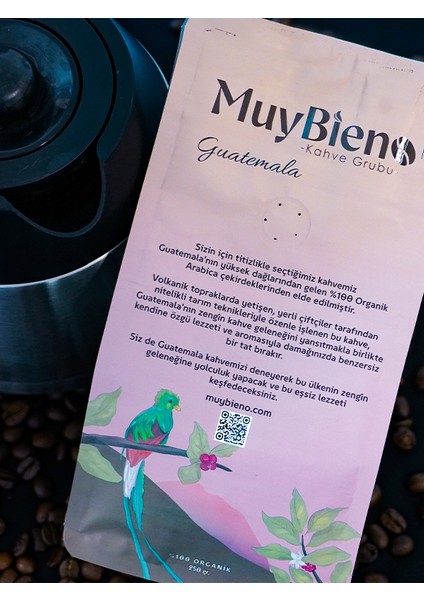 MuyBieno
-Kahve Grubu-
Guatemala
Sizin için titizlikle seçtiğimiz kahvemiz
Guatemala'nın yüksek dağlarından gelen %100 Organik
Arabica çekirdeklerinden elde edilmiştir.
Volkanik topraklarda yetişen, yerli çiftçiler tarafından
nitelikli tarım teknikleriyle özenle işlenen bu kahve,
Guatemala'nın zengin kahve geleneğini yansıtmakla birlikte
kendine özgü lezzeti ve aromasıyla damağınızda benzersiz
bir tat bırakır.
Siz de Guatemala kahvemizi deneyerek bu ülkenin zengin
geleneğine yolculuk yapacak ve bu eşsiz lezzeti
keşfedeceksiniz.
muybieno.com
%100 ORGANİK
250 gr.